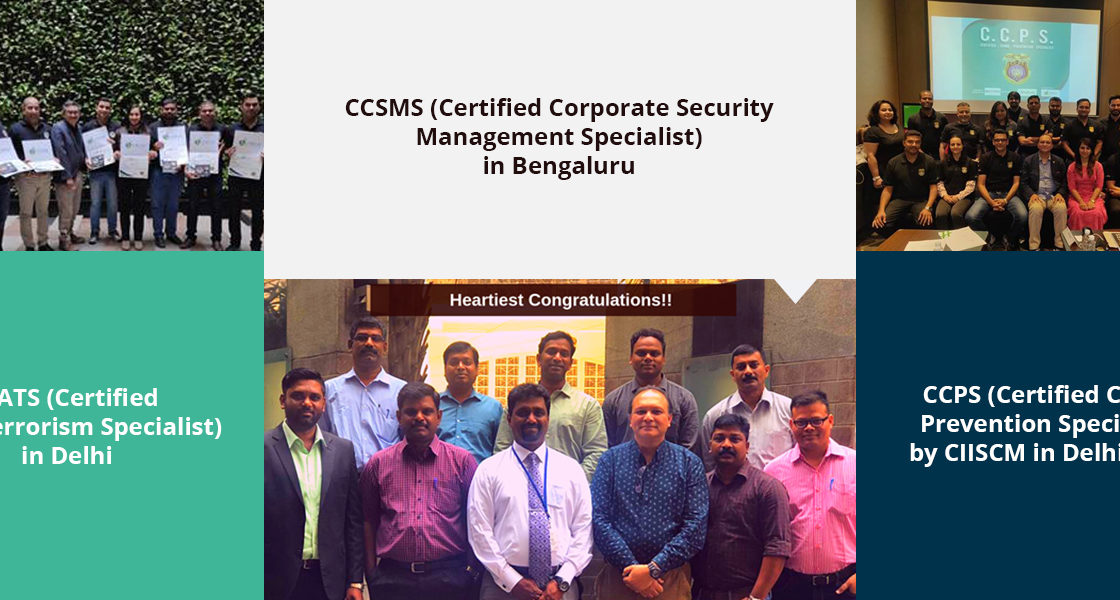 C.C.P.S.
CCSMS (Certified Corporate Security
Management Specialist)
in Bengaluru
Heartiest Congratulations!!
ATS (Certified
errorism Specialist)
in Delhi
CCPS (Certified C
Prevention Speci
by CIISCM in Delhi